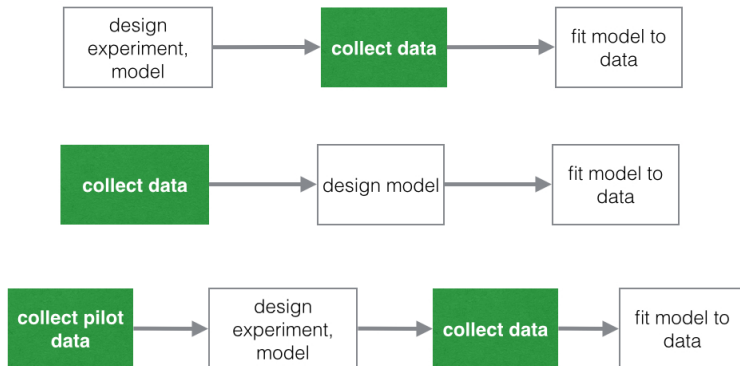 design
experiment,
model
collect data
fit model to
data
collect data
design model
fit model to
data
collect pilot
data
design
experiment,
model
collect data
fit model to
data